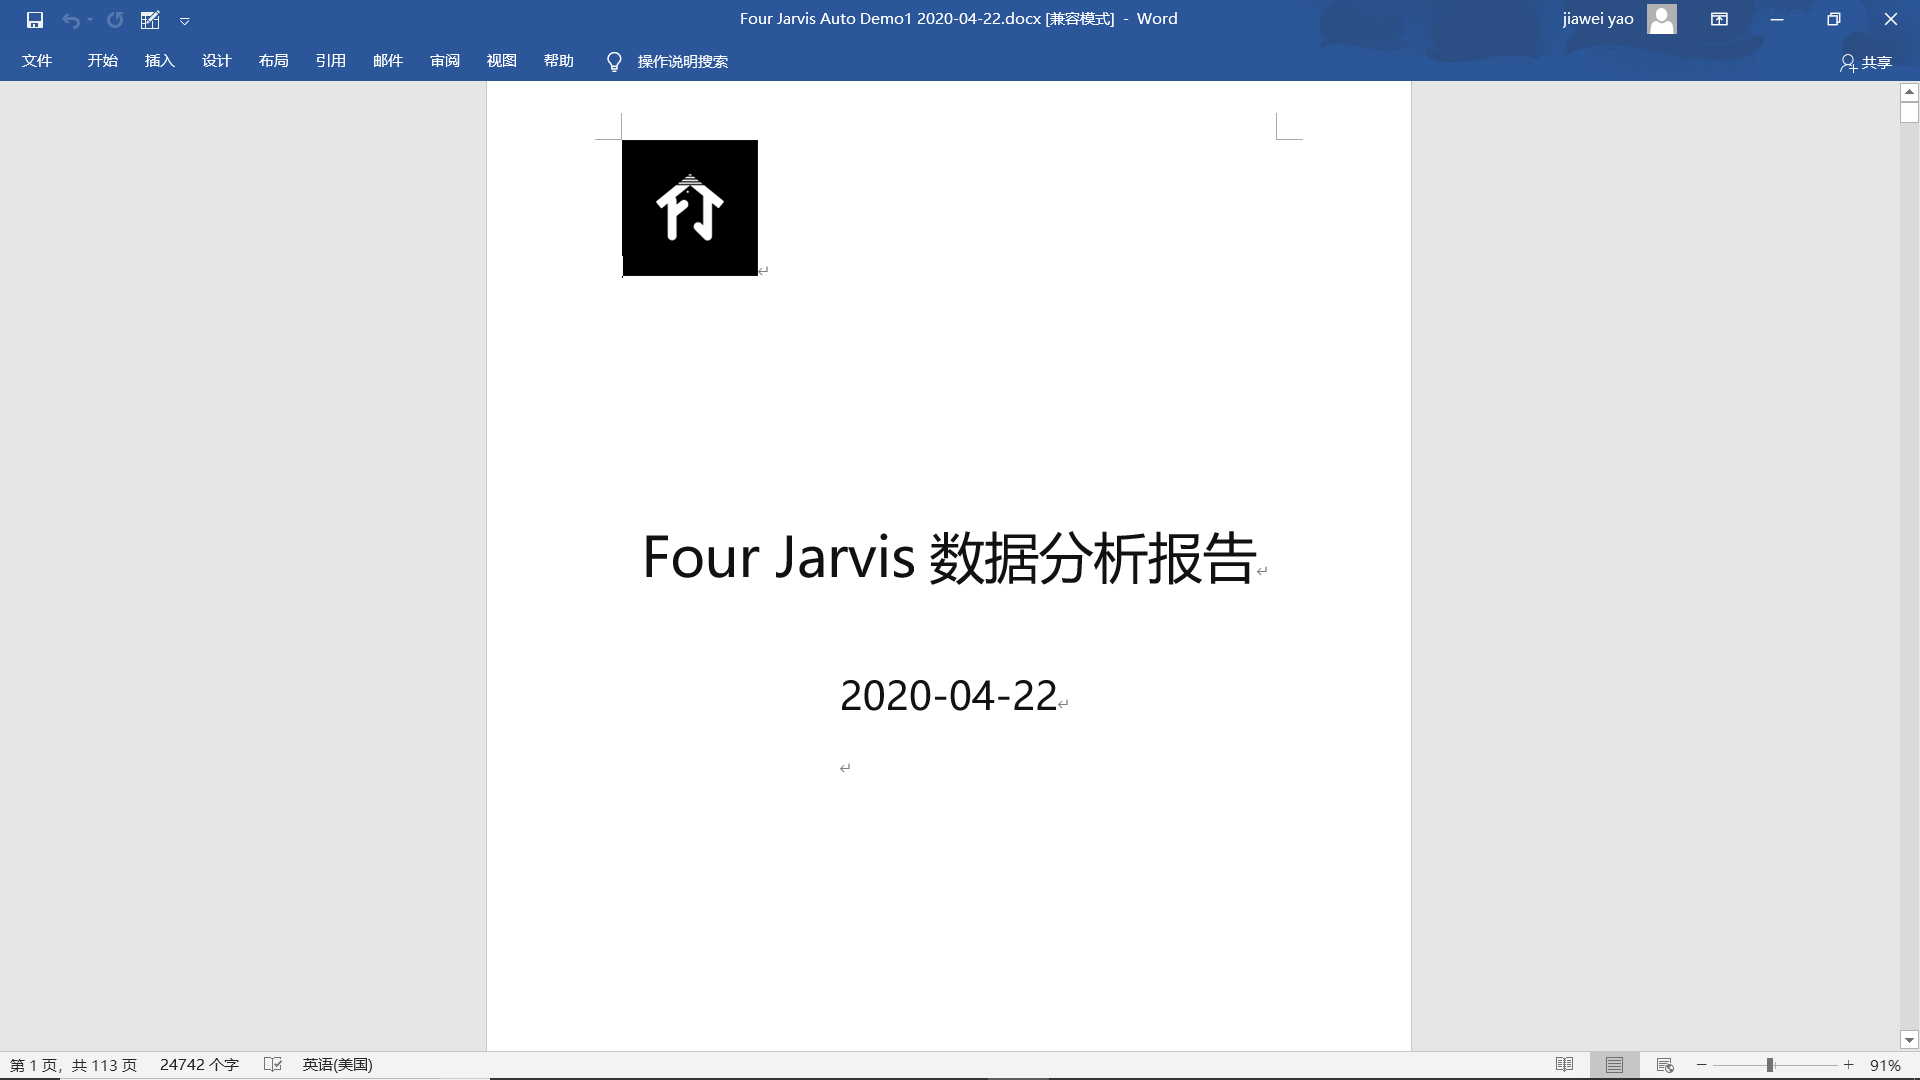 Four Jarvis Auto Demo1 2020-04-22.docx [兼容模式] - Word
jiawei yao
文件 开始 插入 设计 布局 引用 邮件 审阅 视图 帮助 操作说明搜索 共享
Four Jarvis 数据分析报告
2020-04-22
第 1 页，共 113 页 24742 个字 英语(美国) 91%